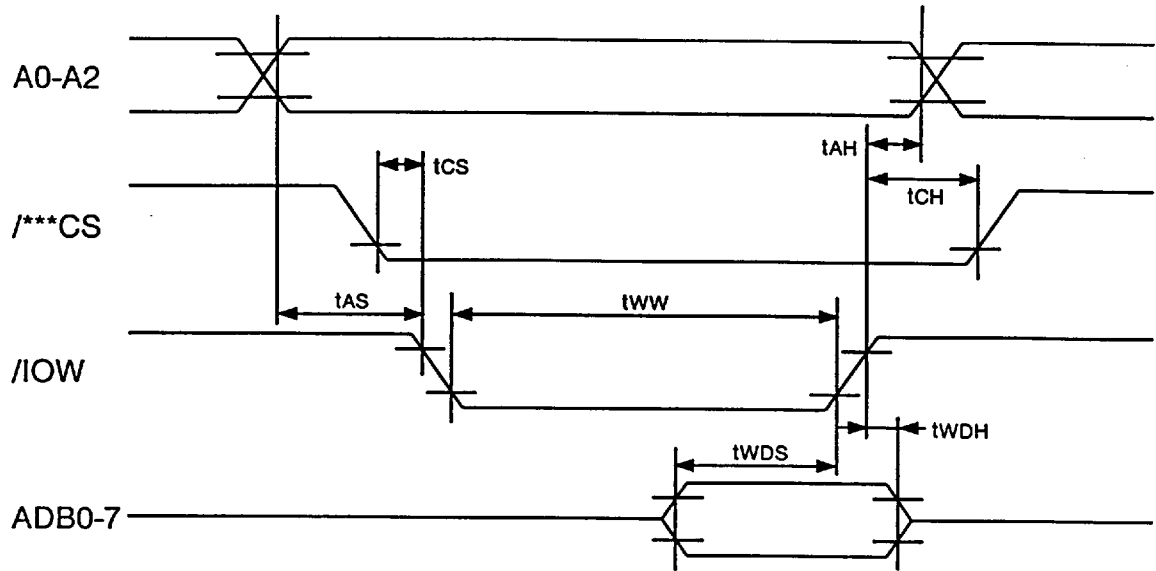 A0-A2
tAH
tCS
tCH
/***CS
tAS
tWW
/IOW
tWDH
tWDS
ADB0-7